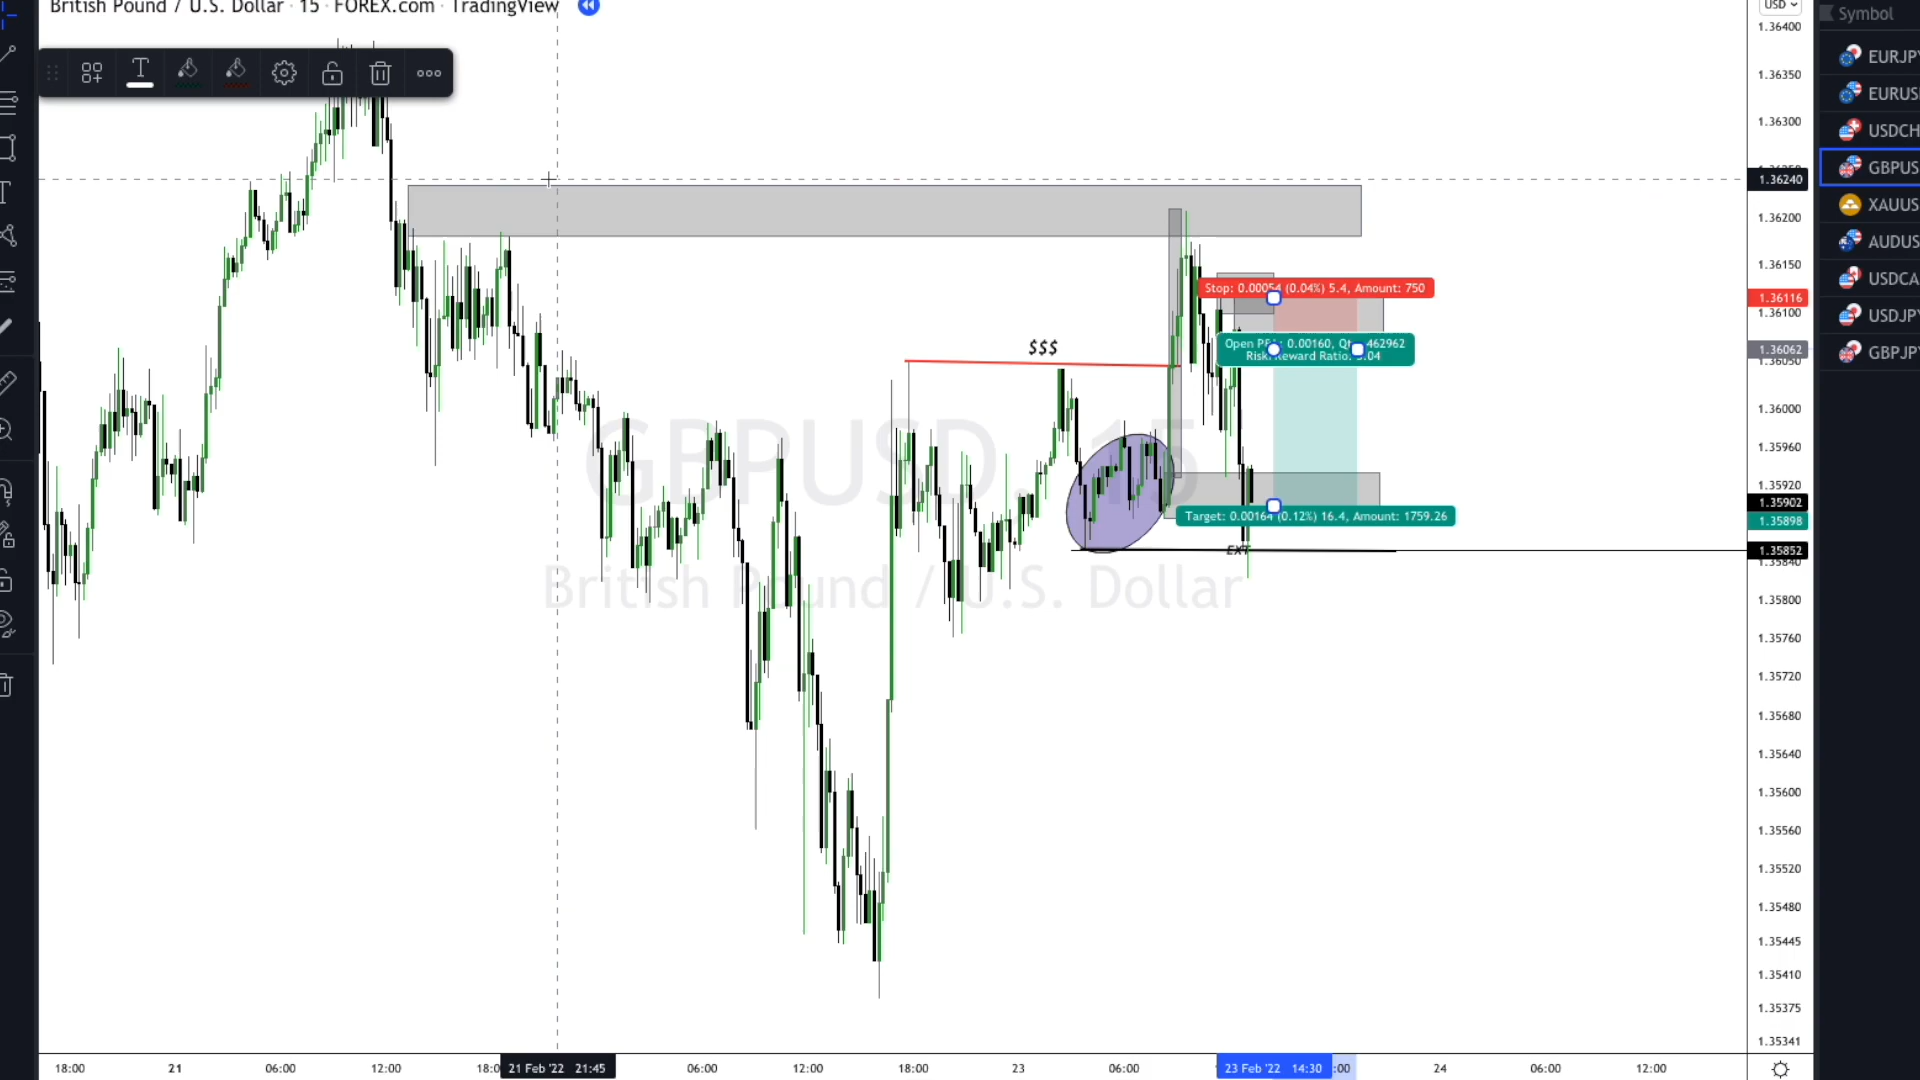 British Pound / U.S. Dollar · 15 · FOREX.com · TradingView
USD
Symbol
1.36400
1.36350
EURJPY
EURUS
1.36300
USDCH
GBPUS
1.36240
1.36200
XAUUS
AUDUS
1.36150
USDCA
Stop: 0.00054 (0.04%) 5.4, Amount: 750
1.36116
1.36100
USDJPY
$$$
1.36062
GBPJPY
1.36000
GBPUSD, 15
1.35960
1.35920
1.35902
Target: 0.00164 (0.12%) 16.4, Amount: 1759.26
1.35898
EXT
1.35852
1.35840
British Pound / U.S. Dollar
1.35800
1.35760
1.35720
1.35680
1.35640
1.35600
1.35560
1.35520
1.35480
1.35445
1.35410
1.35375
1.35341
18:00 21 06:00 12:00 18:0 21 Feb '22 21:45 06:00 12:00 18:00 23 06:00 23 Feb '22 14:30 :00 24 06:00 12:00